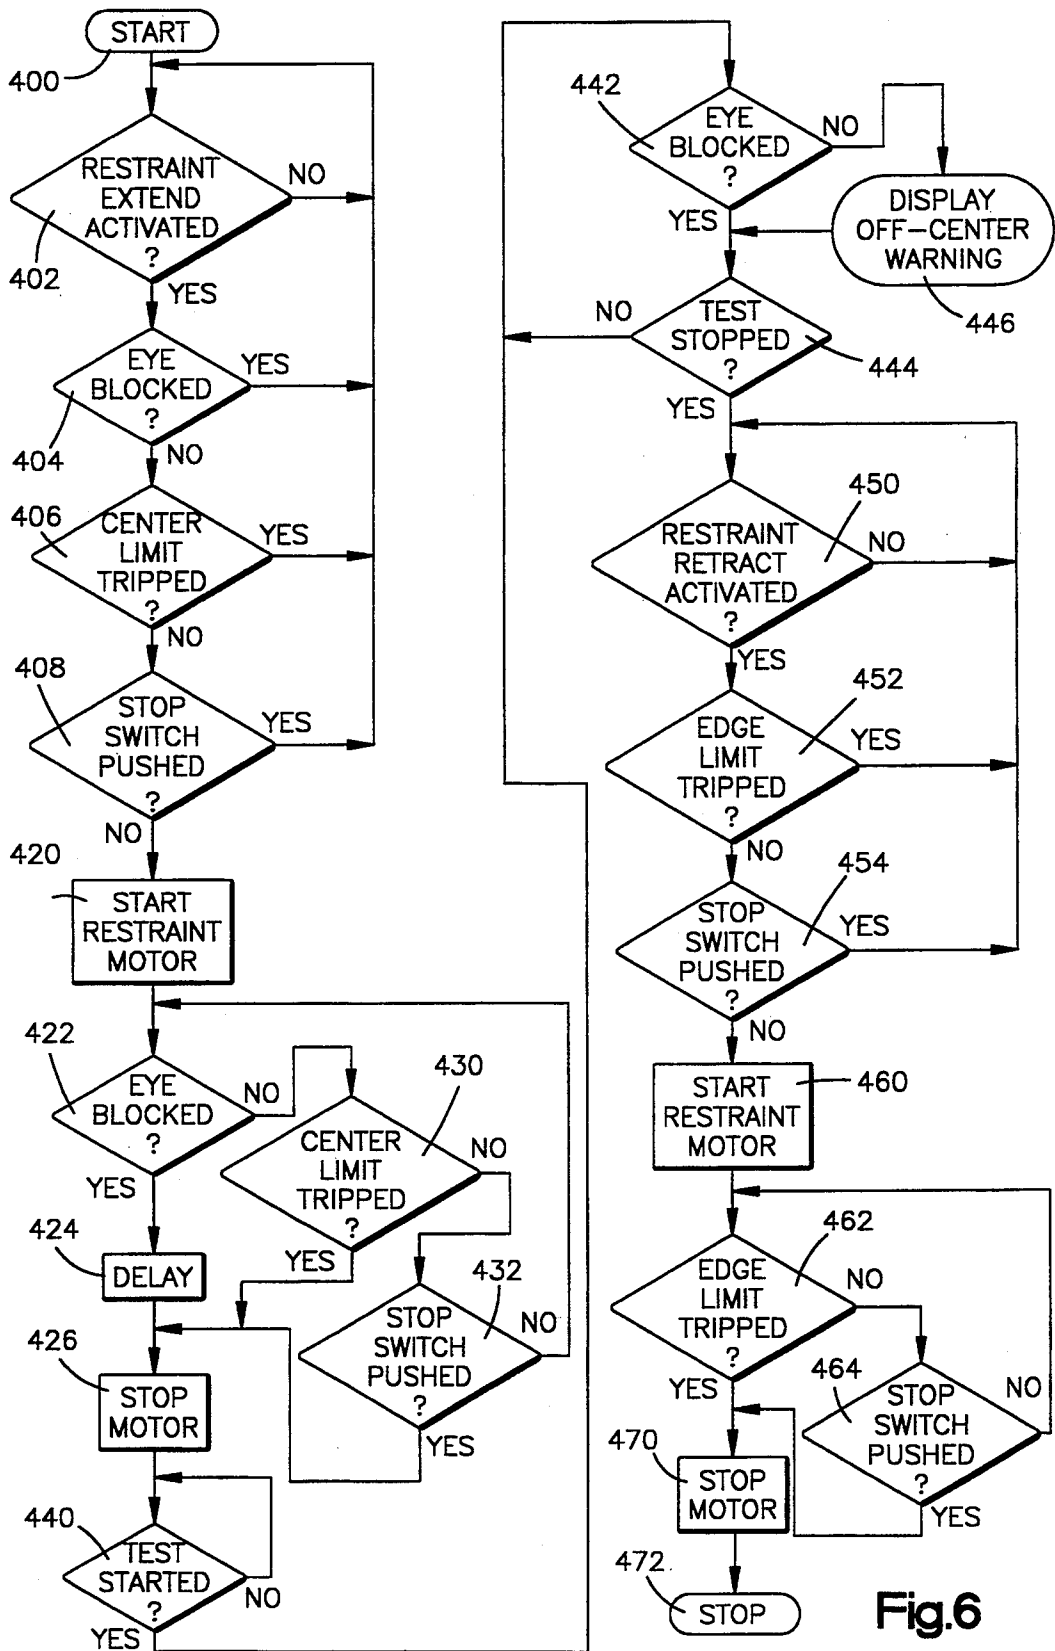 START
400
RESTRAINT
EXTEND
ACTIVATED
?
NO
402
YES
EYE
BLOCKED
?
YES
404
NO
406
CENTER
LIMIT
TRIPPED
?
YES
NO
408
STOP
SWITCH
PUSHED
?
YES
NO
420
START
RESTRAINT
MOTOR
422
EYE
BLOCKED
?
NO
YES
430
CENTER
LIMIT
TRIPPED
?
NO
YES
424
DELAY
432
STOP
SWITCH
PUSHED
?
NO
YES
426
STOP
MOTOR
440
TEST
STARTED
?
NO
YES
442
EYE
BLOCKED
?
NO
YES
DISPLAY
OFF-CENTER
WARNING
446
TEST
STOPPED
?
NO
444
YES
450
RESTRAINT
RETRACT
ACTIVATED
?
NO
YES
452
EDGE
LIMIT
TRIPPED
?
YES
NO
454
STOP
SWITCH
PUSHED
?
YES
NO
START
RESTRAINT
MOTOR
460
462
EDGE
LIMIT
TRIPPED
?
NO
YES
464
STOP
SWITCH
PUSHED
?
NO
YES
470
STOP
MOTOR
472
STOP
Fig.6